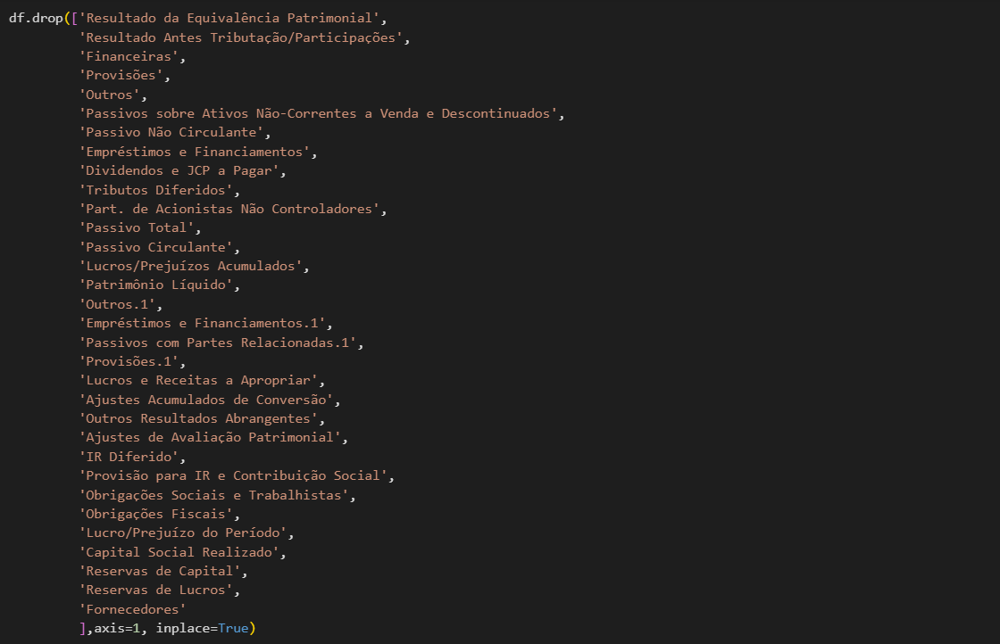 df.drop(['Resultado da Equivalência Patrimonial',
'Resultado Antes Tributação/Participações',
'Financeiras',
'Provisões',
'Outros',
'Passivos sobre Ativos Não-Correntes a Venda e Descontinuados',
'Passivo Não Circulante',
'Empréstimos e Financiamentos',
'Dividendos e JCP a Pagar',
'Tributos Diferidos',
'Part. de Acionistas Não Controladores',
'Passivo Total',
'Passivo Circulante',
'Lucros/Prejuízos Acumulados',
'Patrimônio Líquido',
'Outros.1',
'Empréstimos e Financiamentos.1',
'Passivos com Partes Relacionadas.1',
'Provisões.1',
'Lucros e Receitas a Apropriar',
'Ajustes Acumulados de Conversão',
'Outros Resultados Abrangentes',
'Ajustes de Avaliação Patrimonial',
'IR Diferido',
'Provisão para IR e Contribuição Social',
'Obrigações Sociais e Trabalhistas',
'Obrigações Fiscais',
'Lucro/Prejuízo do Período',
'Capital Social Realizado',
'Reservas de Capital',
'Reservas de Lucros',
'Fornecedores'
],axis=1, inplace=True)